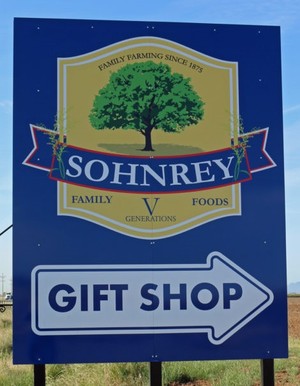 FAMILY FARMING SINCE 1875
SOHNREY
FAMILY V FOODS
GENERATIONS
GIFT SHOP